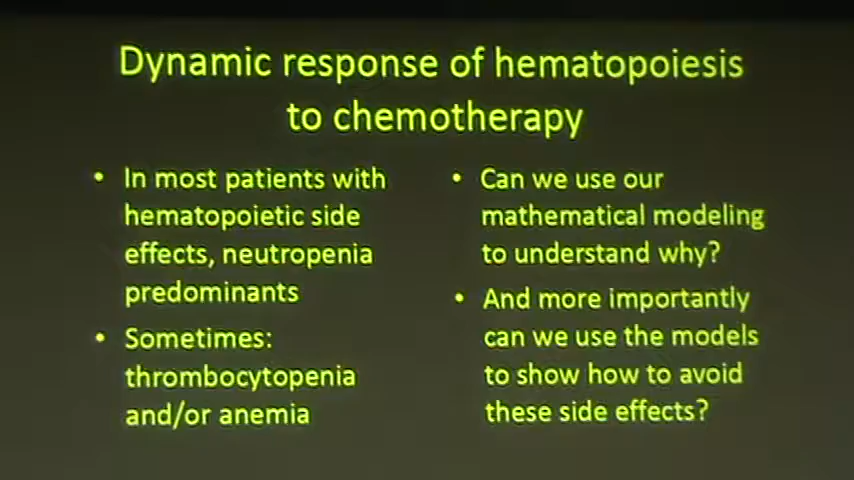 Dynamic response of hematopoiesis
to chemotherapy
• In most patients with
hematopoietic side
effects, neutropenia
predominants
• Sometimes:
thrombocytopenia
and/or anemia
• Can we use our
mathematical modeling
to understand why?
• And more importantly
can we use the models
to show how to avoid
these side effects?